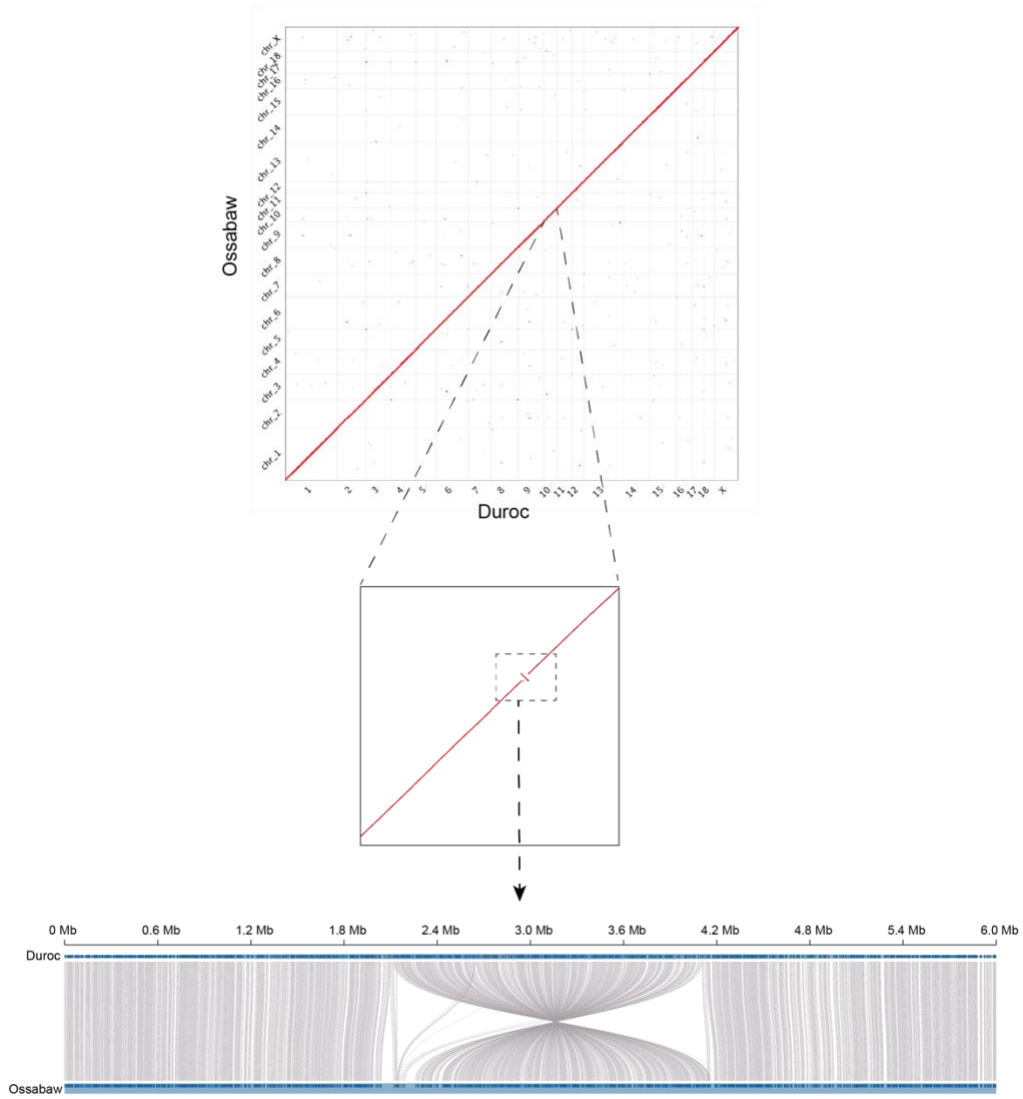 chr_X
chr_18
chr_17
chr_16
chr_15
chr_14
chr_13
chr_12
chr_11
chr_10
chr_9
chr_8
chr_7
chr_6
chr_5
chr_4
chr_3
chr_2
chr_1
Ossabaw
1 2 3 4 5 6 7 8 9 10 11 12 13 14 15 16 17 18 X
Duroc
0 Mb 0.6 Mb 1.2 Mb 1.8 Mb 2.4 Mb 3.0 Mb 3.6 Mb 4.2 Mb 4.8 Mb 5.4 Mb 6.0 Mb
Duroc
Ossabaw